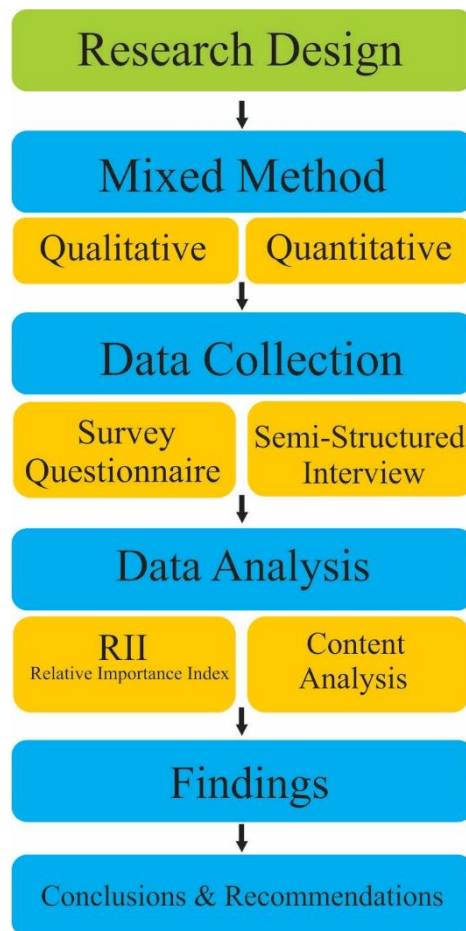 Research Design
Mixed Method
Qualitative
Quantitative
Data Collection
Survey
Questionnaire
Semi-Structured
Interview
Data Analysis
RII
Relative Importance Index
Content
Analysis
Findings
Conclusions & Recommendations